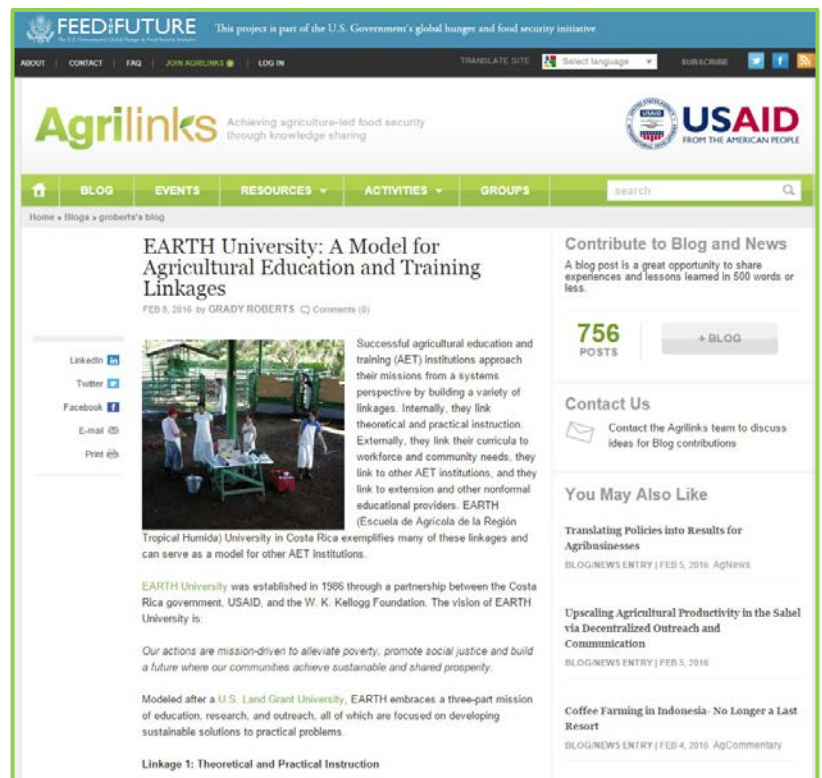 FEED THE FUTURE
The U.S. Government's Global Hunger & Food Security Initiative
This project is part of the U.S. Government's global hunger and food security initiative
ABOUT | CONTACT | FAQ | JOIN AGRILINKS | LOG IN
TRANSLATE SITE Select language SUBSCRIBE
Agrilinks
Achieving agriculture-led food security
through knowledge sharing
USAID
FROM THE AMERICAN PEOPLE
BLOG EVENTS RESOURCES ACTIVITIES GROUPS search
Home » Blogs » groberts's blog
EARTH University: A Model for
Agricultural Education and Training
Linkages
FEB 8, 2016 by GRADY ROBERTS Comments (0)
LinkedIn
Twitter
Facebook
E-mail
Print
Successful agricultural education and
training (AET) institutions approach
their missions from a systems
perspective by building a variety of
linkages. Internally, they link
theoretical and practical instruction.
Externally, they link their curricula to
workforce and community needs, they
link to other AET institutions, and they
link to extension and other nonformal
educational providers. EARTH
(Escuela de Agrícola de la Región
Tropical Humida) University in Costa Rica exemplifies many of these linkages and
can serve as a model for other AET Institutions.
EARTH University was established in 1986 through a partnership between the Costa
Rica government, USAID, and the W. K. Kellogg Foundation. The vision of EARTH
University is:
Our actions are mission-driven to alleviate poverty, promote social justice and build
a future where our communities achieve sustainable and shared prosperity.
Modeled after a U.S. Land Grant University, EARTH embraces a three-part mission
of education, research, and outreach, all of which are focused on developing
sustainable solutions to practical problems.
Linkage 1: Theoretical and Practical Instruction
Contribute to Blog and News
A blog post is a great opportunity to share
experiences and lessons learned in 500 words or
less.
756
POSTS
+ BLOG
Contact Us
Contact the Agrilinks team to discuss
ideas for Blog contributions
You May Also Like
Translating Policies into Results for
Agribusinesses
BLOG/NEWS ENTRY | FEB 5, 2016 AgNews
Upscaling Agricultural Productivity in the Sahel
via Decentralized Outreach and
Communication
BLOG/NEWS ENTRY | FEB 5, 2016
Coffee Farming in Indonesia- No Longer a Last
Resort
BLOG/NEWS ENTRY | FEB 4, 2016 AgCommentary